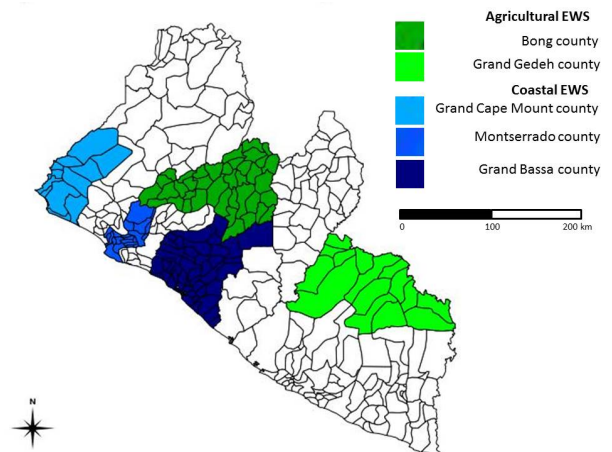 Agricultural EWS
Bong county
Grand Gedeh county
Coastal EWS
Grand Cape Mount county
Montserrado county
Grand Bassa county
0 100 200 km
N